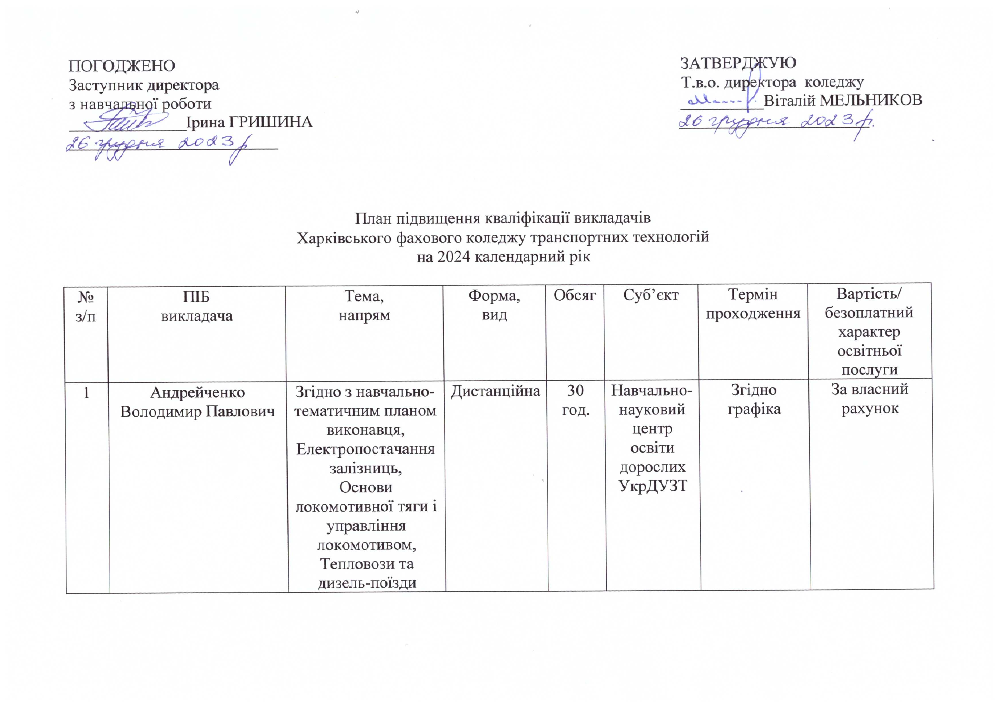 ПОГОДЖЕНО
Заступник директора
з навчальної роботи
Ірина ГРИШИНА
26 грудня 2023 р
ЗАТВЕРДЖУЮ
Т.в.о. директора коледжу
Віталій МЕЛЬНИКОВ
26 грудня 2023 р.
План підвищення кваліфікації викладачів
Харківського фахового коледжу транспортних технологій
на 2024 календарний рік
№
з/п
ПІБ
викладача
Тема,
напрям
Форма,
вид
Обсяг
Суб’єкт
Термін
проходження
Вартість/
безоплатний
характер
освітньої
послуги
1
Андрейченко
Володимир Павлович
Згідно з навчально-
тематичним планом
виконавця,
Електропостачання
залізниць,
Основи
локомотивної тяги і
управління
локомотивом,
Тепловози та
дизель-поїзди
Дистанційна
30
год.
Навчально-
науковий
центр
освіти
дорослих
УкрДУЗТ
Згідно
графіка
За власний
рахунок